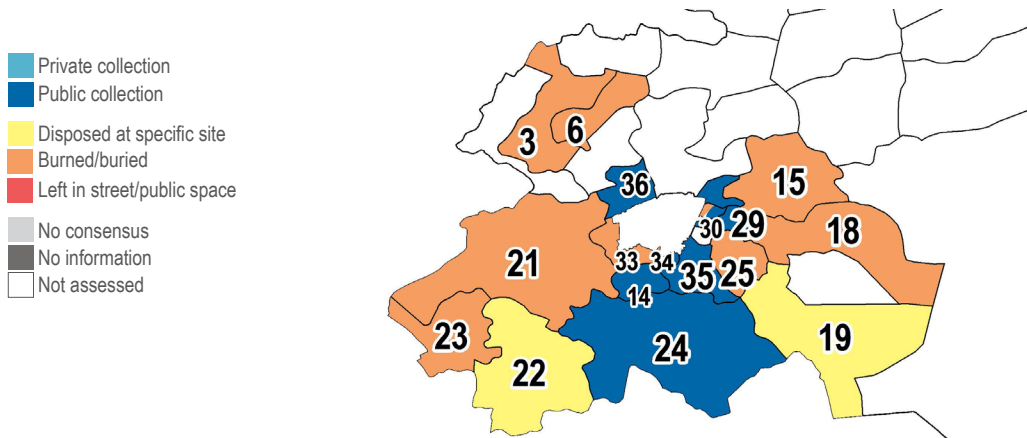 Private collection
Public collection
Disposed at specific site
Burned/buried
Left in street/public space
No consensus
No information
Not assessed
3
6
36
15
30
29
18
21
33
34
35
25
14
23
24
19
22